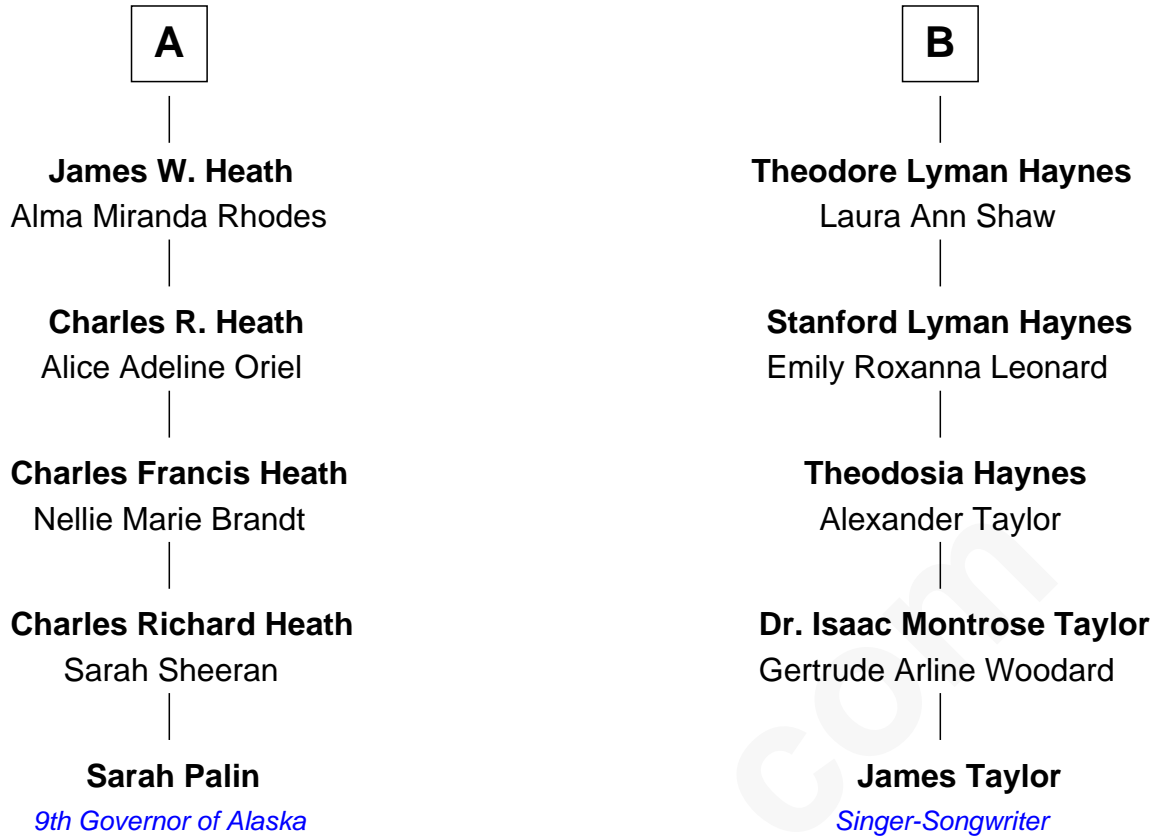 A
B
James W. Heath
Theodore Lyman Haynes
Alma Miranda Rhodes
Laura Ann Shaw
Charles R. Heath
Stanford Lyman Haynes
Alice Adeline Oriel
Emily Roxanna Leonard
Charles Francis Heath
Theodosia Haynes
Nellie Marie Brandt
Alexander Taylor
Charles Richard Heath
Dr. Isaac Montrose Taylor
Sarah Sheeran
Gertrude Arline Woodard
Sarah Palin
James Taylor
9th Governor of Alaska
Singer-Songwriter
com